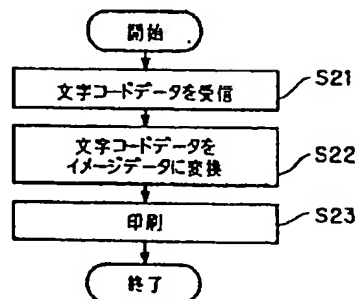 開始
文字コードデータを受信
S21
文字コードデータを
イメージデータに変換
S22
印刷
S23
終了